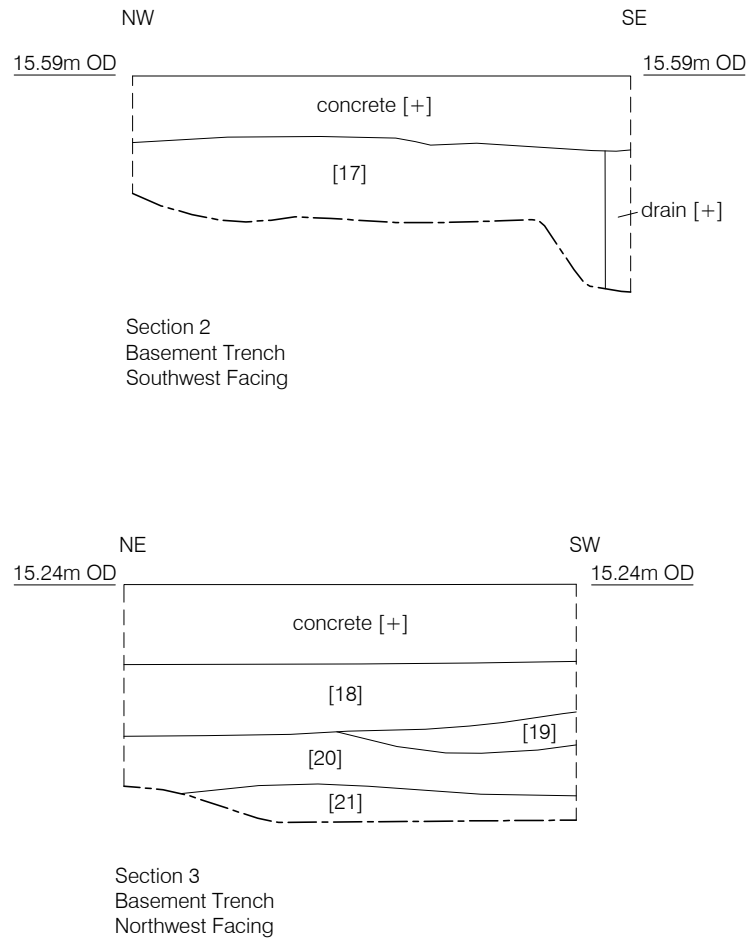 NW SE
15.59m OD 15.59m OD
concrete [+]
[17]
drain [+]
Section 2
Basement Trench
Southwest Facing
NE SW
15.24m OD 15.24m OD
concrete [+]
[18]
[19]
[20]
[21]
Section 3
Basement Trench
Northwest Facing